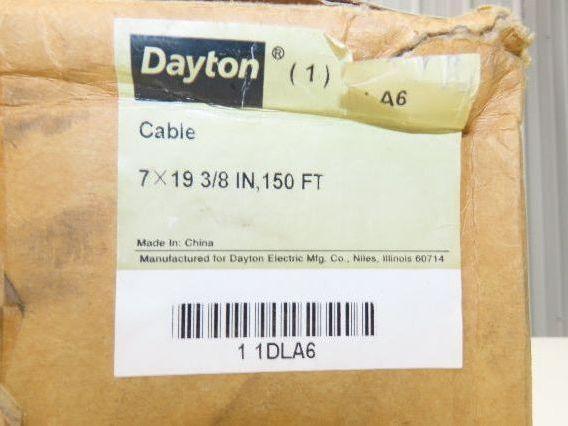 Dayton® (1) A6
Cable
7×19 3/8 IN,150 FT
Made In: China
Manufactured for Dayton Electric Mfg. Co., Niles, Illinois 60714
1 1DLA6